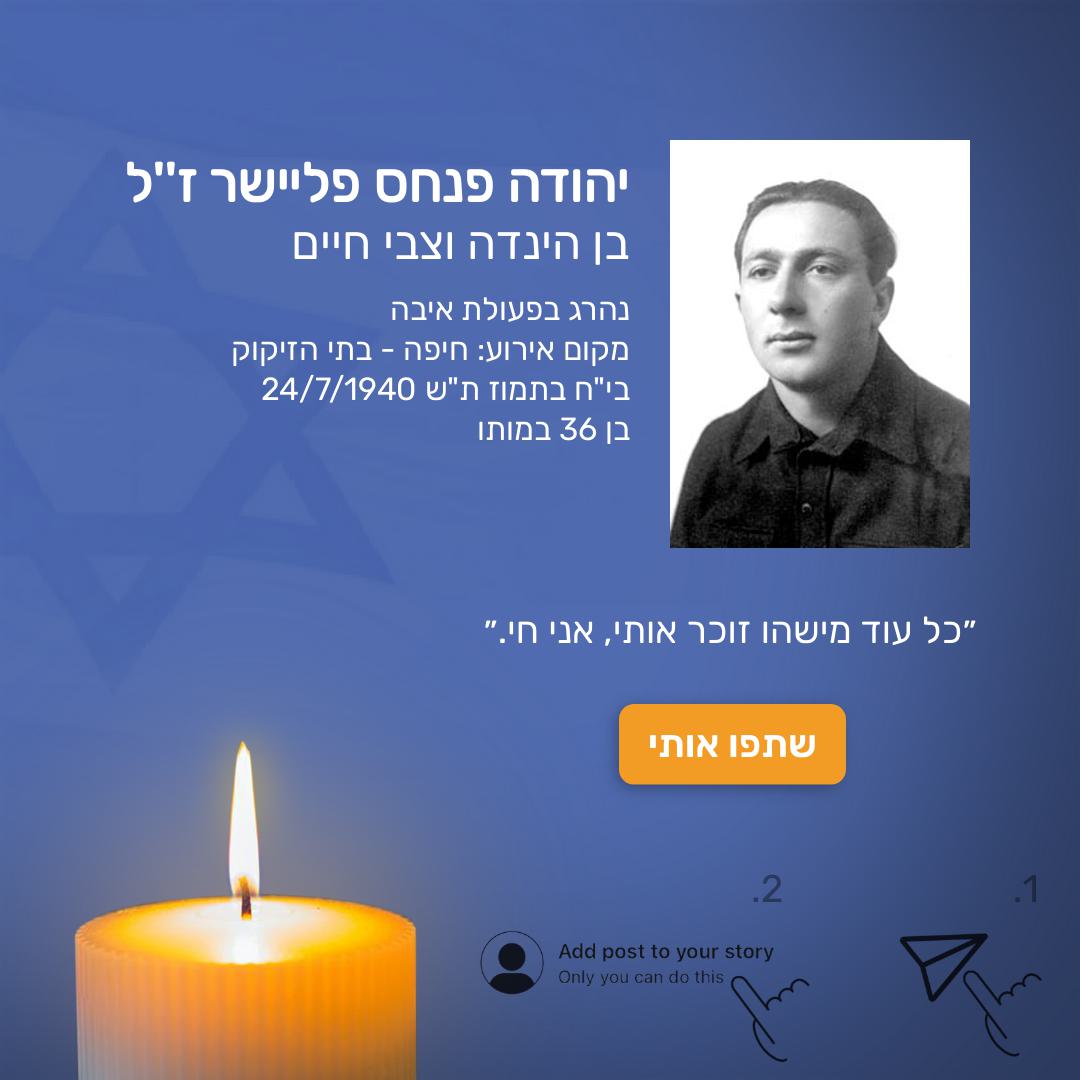 יהודה פנחס פליישר ז"ל
בן הינדה וצבי חיים
נהרג בפעולת איבה
מקום אירוע: חיפה - בתי הזיקוק
בי"ח בתמוז ת"ש 24/7/1940
בן 36 במותו
״כל עוד מישהו זוכר אותי, אני חי.״
שתפו אותי
1.
2.
Add post to your story
Only you can do this